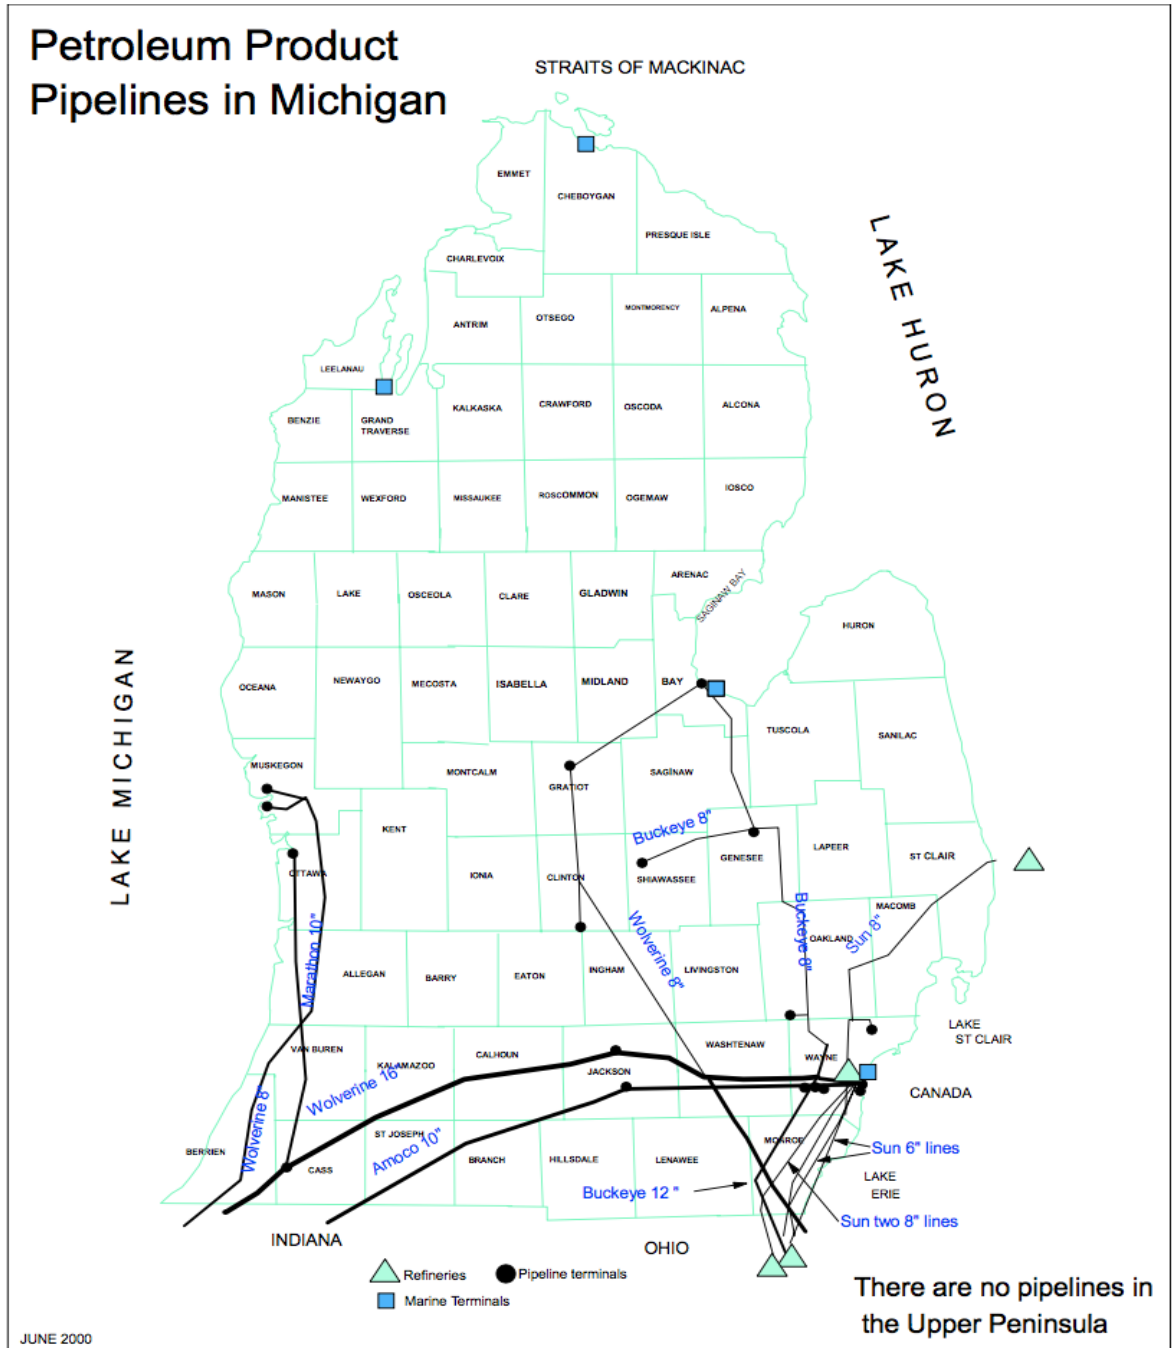 Petroleum Product
Pipelines in Michigan
STRAITS OF MACKINAC
EMMET
CHEBOYGAN
PRESQUE ISLE
LAKE HURON
CHARLEVOIX
ANTRIM
OTSEGO
MONTMORENCY
ALPENA
LEELANAU
BENZIE
GRAND
TRAVERSE
KALKASKA
CRAWFORD
OSCODA
ALCONA
MANISTEE
WEXFORD
MISSAUKEE
ROSCOMMON
OGEMAW
IOSCO
ARENAC
SAGINAW BAY
MASON
LAKE
OSCEOLA
CLARE
GLADWIN
HURON
LAKE MICHIGAN
OCEANA
NEWAYGO
MECOSTA
ISABELLA
MIDLAND
BAY
TUSCOLA
SANILAC
MUSKEGON
MONTCALM
GRATIOT
SAGINAW
KENT
Buckeye 8"
GENESEE
LAPEER
ST CLAIR
OTTAWA
IONIA
CLINTON
SHIAWASSEE
MACOMB
Marathon 10"
Wolverine 8"
Buckeye 8"
OAKLAND
Sun 8"
ALLEGAN
BARRY
EATON
INGHAM
LIVINGSTON
LAKE
ST CLAIR
VAN BUREN
KALAMAZOO
CALHOUN
JACKSON
WASHTENAW
WAYNE
CANADA
Wolverine 8"
Wolverine 16"
BERRIEN
CASS
ST JOSEPH
Amoco 10"
BRANCH
HILLSDALE
LENAWEE
MONROE
Sun 6" lines
LAKE
ERIE
Buckeye 12 "
Sun two 8" lines
INDIANA
OHIO
Refineries
Pipeline terminals
Marine Terminals
There are no pipelines in
the Upper Peninsula
JUNE 2000